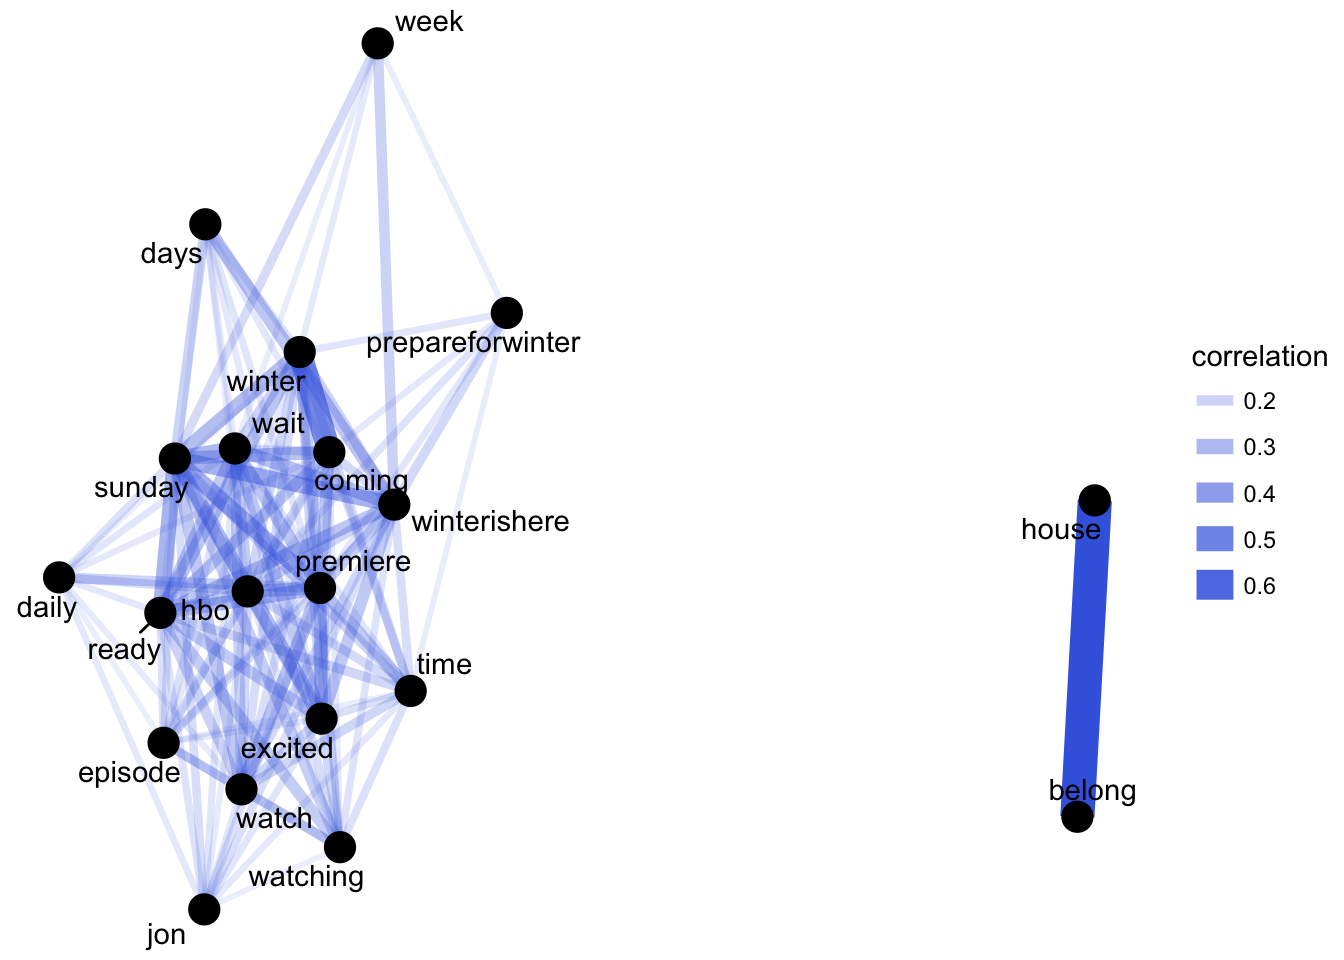 week
days
prepareforwinter
winter
wait
coming
sunday
winterishere
premiere
daily
hbo
ready
time
excited
episode
watch
watching
jon
house
belong
correlation
0.2
0.3
0.4
0.5
0.6